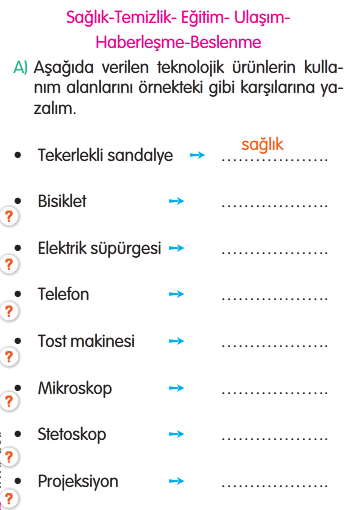 Sağlık-Temizlik- Eğitim- Ulaşım-
Haberleşme-Beslenme
A) Aşağıda verilen teknolojik ürünlerin kulla-
nım alanlarını örnekteki gibi karşılarına ya-
zalım.
• Tekerlekli sandalye → sağlık ....................
• Bisiklet → ....................
?
• Elektrik süpürgesi → ....................
?
• Telefon → ....................
?
• Tost makinesi → ....................
?
• Mikroskop → ....................
?
• Stetoskop → ....................
?
• Projeksiyon → ....................
?